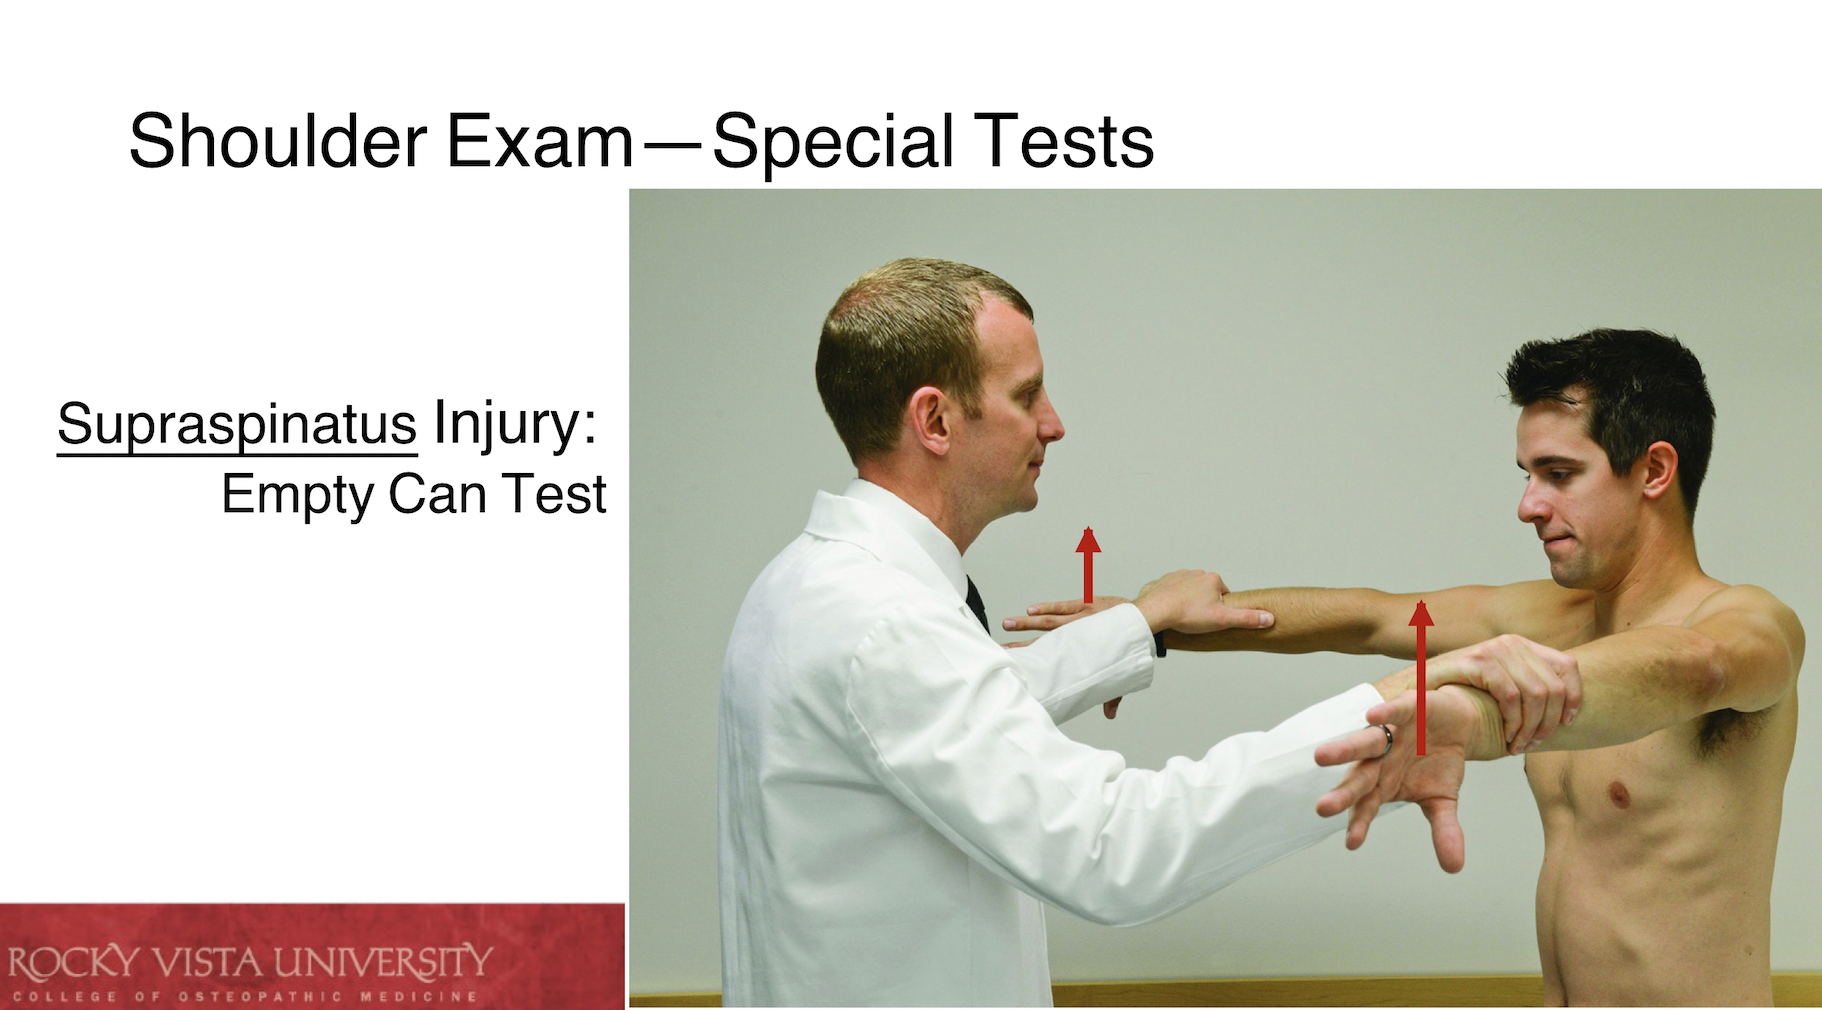 Shoulder Exam—Special Tests
Supraspinatus Injury:
Empty Can Test
ROCKY VISTA UNIVERSITY
COLLEGE OF OSTEOPATHIC MEDICINE